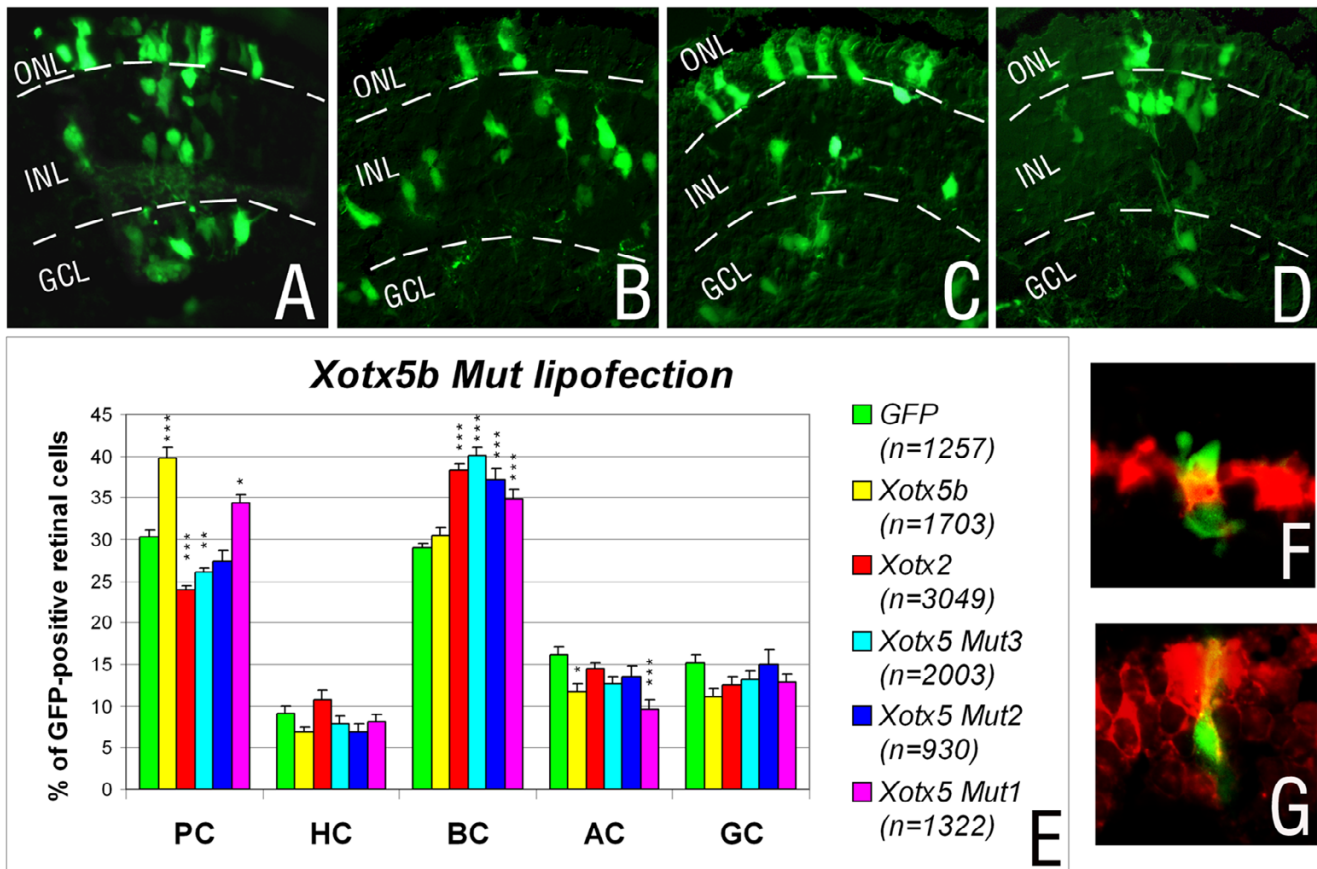 ONL
INL
GCL
A
ONL
INL
GCL
B
ONL
INL
GCL
C
ONL
INL
GCL
D
Xotx5b Mut lipofection
% of GFP-positive retinal cells
45
40
35
30
25
20
15
10
5
0
***
***
**
*
***
***
***
***
*
***
PC
HC
BC
AC
GC
GFP
(n=1257)
Xotx5b
(n=1703)
Xotx2
(n=3049)
Xotx5 Mut3
(n=2003)
Xotx5 Mut2
(n=930)
Xotx5 Mut1
(n=1322)
E
F
G